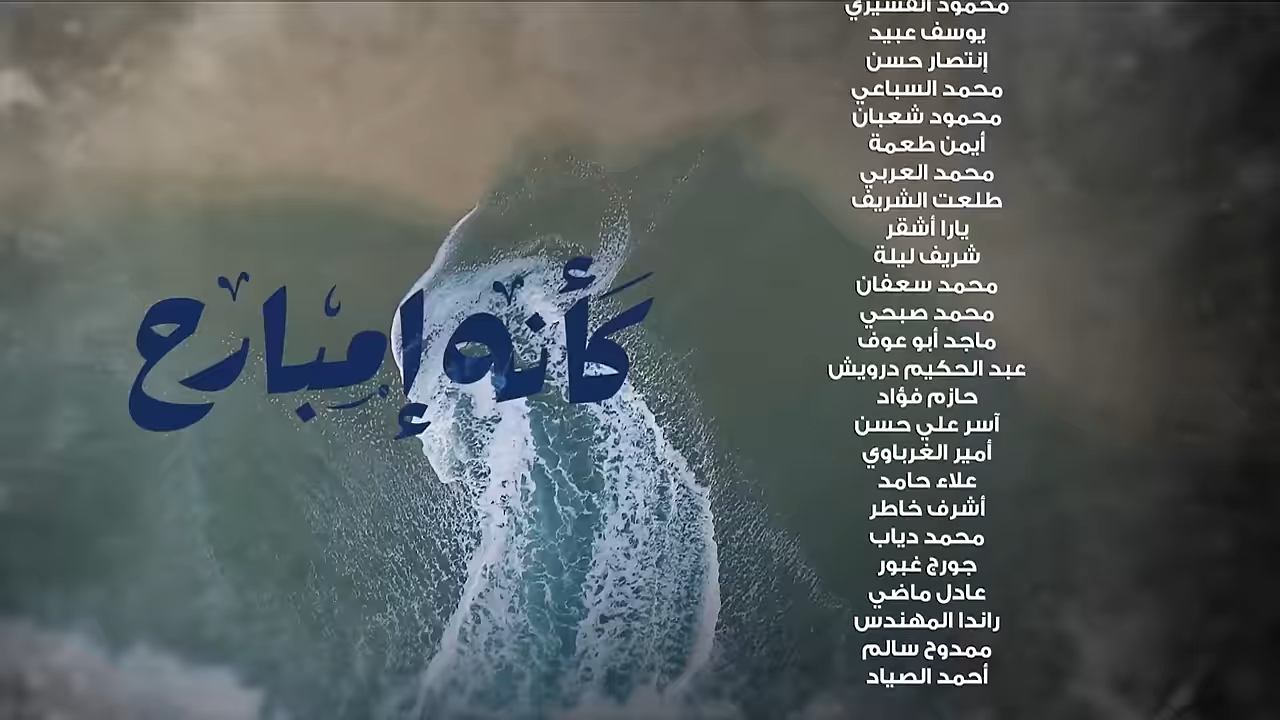 كأنه إمبارح
محمود القشيري
يوسف عبيد
إنتصار حسن
محمد السباعي
محمود شعبان
أيمن طعمة
محمد العربي
طلعت الشريف
يارا أشقر
شريف ليلة
محمد سعفان
محمد صبحي
ماجد أبو عوف
عبد الحكيم درويش
حازم فؤاد
آسر علي حسن
أمير الغرباوي
علاء حامد
أشرف خاطر
محمد دياب
جورج غبور
عادل ماضي
راندا المهندس
ممدوح سالم
أحمد الصياد